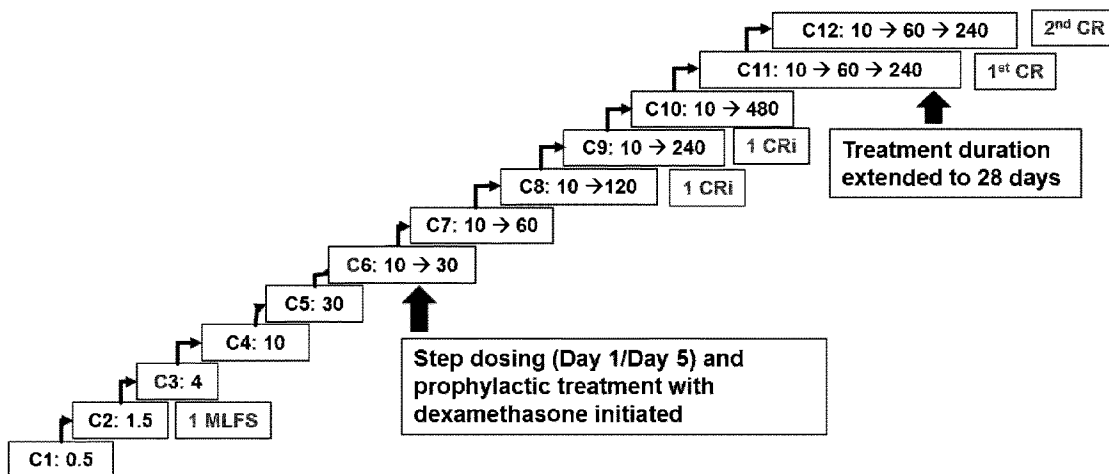 C12: 10 → 60 → 240
2nd CR
C11: 10 → 60 → 240
1st CR
C10: 10 → 480
C9: 10 → 240
1 CRi
Treatment duration
extended to 28 days
C8: 10 →120
1 CRi
C7: 10 → 60
C6: 10 → 30
C5: 30
C4: 10
Step dosing (Day 1/Day 5) and
prophylactic treatment with
dexamethasone initiated
C3: 4
C2: 1.5
1 MLFS
C1: 0.5